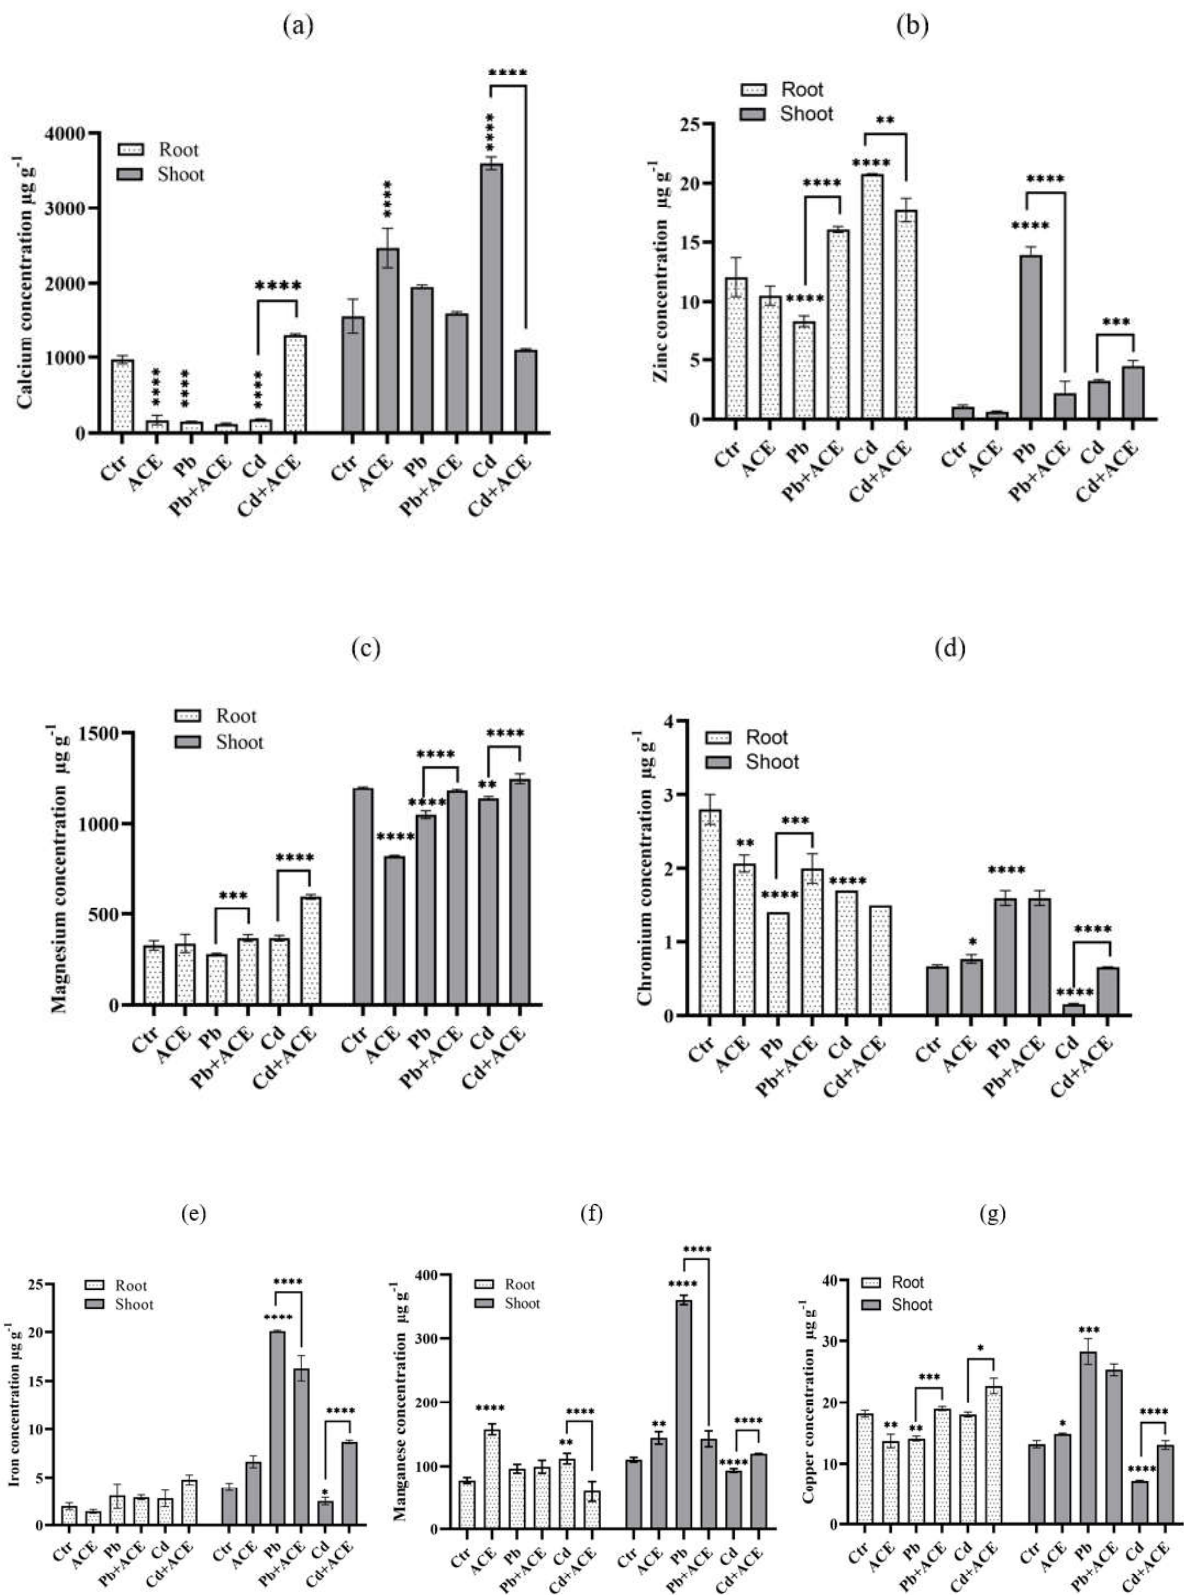 (a)
(b)
Calcium concentration µg g-1
4000
3000
2000
1000
0
Root
Shoot
****
****
****
****
****
****
****
Ctr
ACE
Pb
Pb+ACE
Cd
Cd+ACE
Ctr
ACE
Pb
Pb+ACE
Cd
Cd+ACE
Zinc concentration µg g-1
25
20
15
10
5
0
Root
Shoot
****
****
****
**
****
****
***
Ctr
ACE
Pb
Pb+ACE
Cd
Cd+ACE
Ctr
ACE
Pb
Pb+ACE
Cd
Cd+ACE
(c)
(d)
Magnesium concentration µg g-1
1500
1000
500
0
Root
Shoot
***
****
****
****
****
**
****
Ctr
ACE
Pb
Pb+ACE
Cd
Cd+ACE
Ctr
ACE
Pb
Pb+ACE
Cd
Cd+ACE
Chromium concentration µg g-1
4
3
2
1
0
Root
Shoot
**
****
***
****
*
****
****
****
Ctr
ACE
Pb
Pb+ACE
Cd
Cd+ACE
Ctr
ACE
Pb
Pb+ACE
Cd
Cd+ACE
(e)
(f)
(g)
Iron concentration µg g-1
25
20
15
10
5
0
Root
Shoot
****
****
*
****
Ctr
ACE
Pb
Pb+ACE
Cd
Cd+ACE
Ctr
ACE
Pb
Pb+ACE
Cd
Cd+ACE
Manganese concentration µg g-1
400
300
200
100
0
Root
Shoot
****
**
****
**
****
****
****
****
Ctr
ACE
Pb
Pb+ACE
Cd
Cd+ACE
Ctr
ACE
Pb
Pb+ACE
Cd
Cd+ACE
Copper concentration µg g-1
40
30
20
10
0
Root
Shoot
**
**
***
*
*
***
****
****
Ctr
ACE
Pb
Pb+ACE
Cd
Cd+ACE
Ctr
ACE
Pb
Pb+ACE
Cd
Cd+ACE